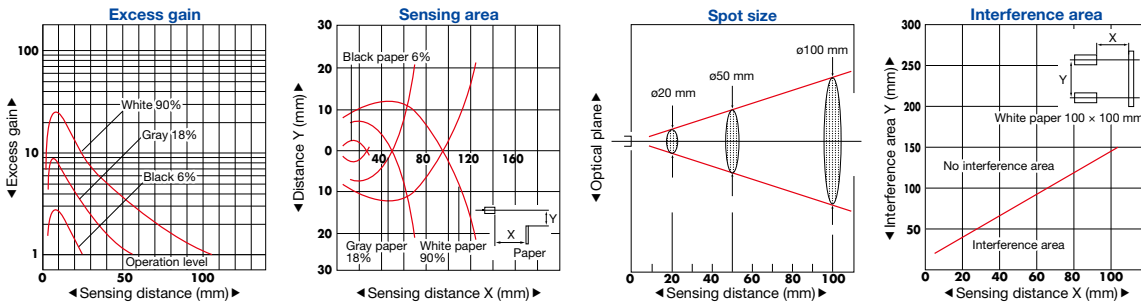 Excess gain
100
10
1
◄Excess gain►
White 90%
Gray 18%
Black 6%
Operation level
0
50
100
◄Sensing distance (mm)►
Sensing area
30
20
10
0
10
20
30
◄Distance Y (mm)►
Black paper 6%
40
80
120
160
Gray paper
18%
White paper
90%
X
Y
Paper
◄Sensing distance X (mm)►
Spot size
◄Optical plane►
ø20 mm
ø50 mm
ø100 mm
0
20
50
100
◄Sensing distance (mm)►
Interference area
300
250
200
150
100
50
◄Interference area Y (mm)►
X
Y
White paper 100 × 100 mm
No interference area
Interference area
0
20
40
60
80
100
◄Sensing distance X (mm)►